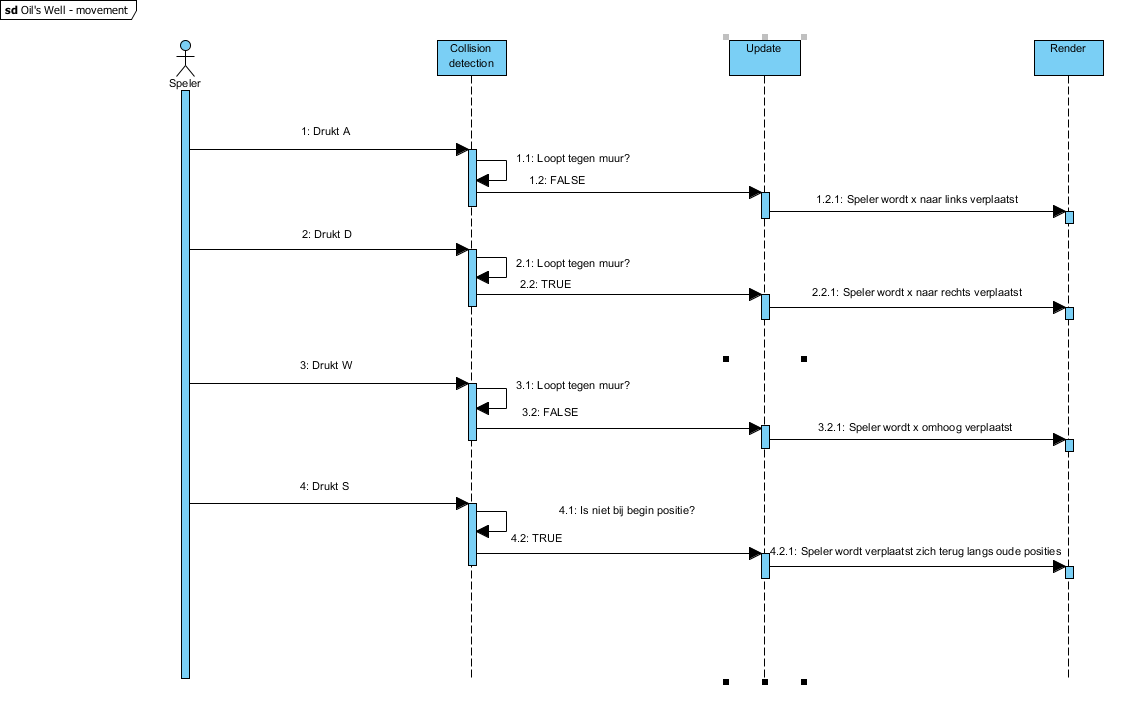 sd Oil's Well - movement
Collision
detection
Update
Render
Speler
1: Drukt A
1.1: Loopt tegen muur?
1.2: FALSE
1.2.1: Speler wordt x naar links verplaatst
2: Drukt D
2.1: Loopt tegen muur?
2.2: TRUE
2.2.1: Speler wordt x naar rechts verplaatst
3: Drukt W
3.1: Loopt tegen muur?
3.2: FALSE
3.2.1: Speler wordt x omhoog verplaatst
4: Drukt S
4.1: Is niet bij begin positie?
4.2: TRUE
4.2.1: Speler wordt verplaatst zich terug langs oude posities